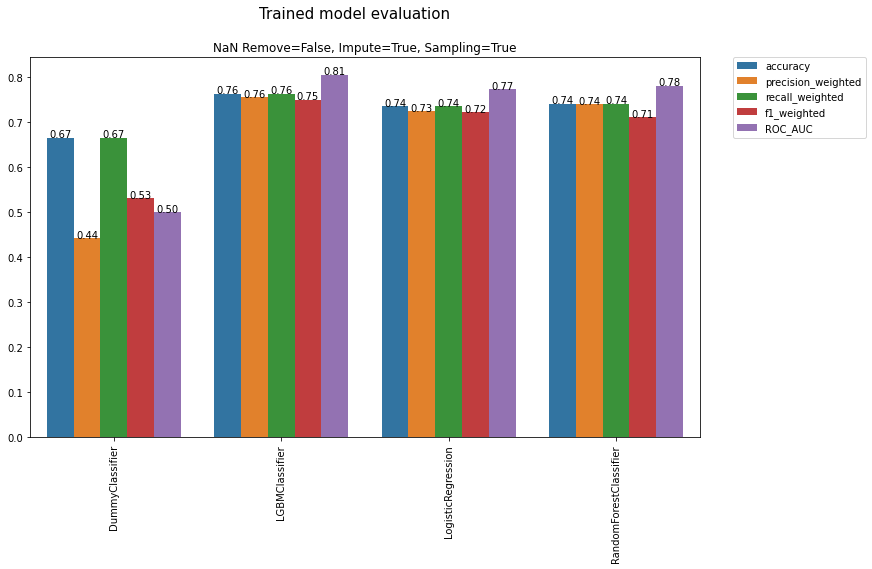 Trained model evaluation
NaN Remove=False, Impute=True, Sampling=True
accuracy
precision_weighted
recall_weighted
f1_weighted
ROC_AUC
0.8
0.7
0.6
0.5
0.4
0.3
0.2
0.1
0.0
0.67
0.44
0.67
0.53
0.50
0.76
0.76
0.76
0.75
0.81
0.74
0.73
0.74
0.72
0.77
0.74
0.74
0.74
0.71
0.78
DummyClassifier
LGBMClassifier
LogisticRegression
RandomForestClassifier